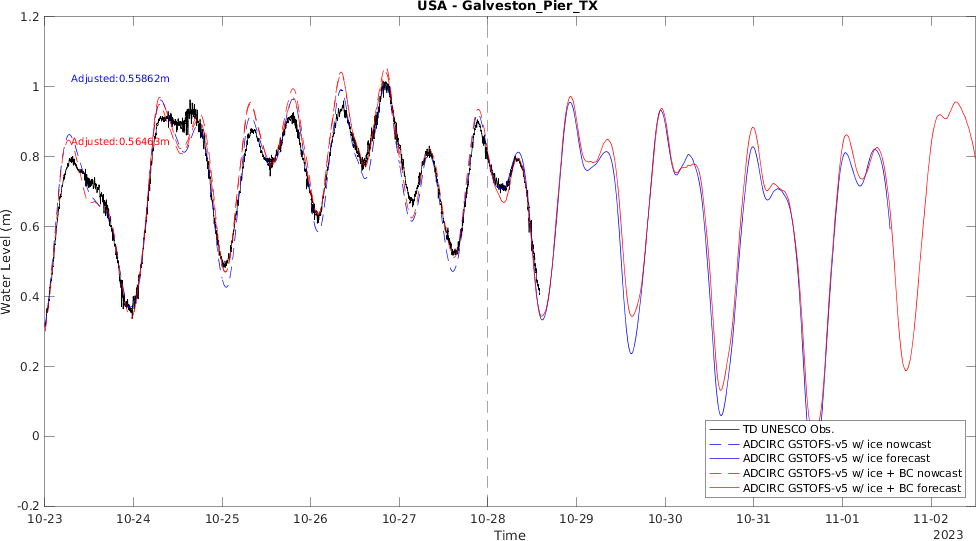 USA - Galveston_Pier_TX
1.2
1
0.8
0.6
0.4
0.2
0
-0.2
Water Level (m)
Adjusted:0.55862m
Adjusted:0.56463m
TD UNESCO Obs.
ADCIRC GSTOFS-v5 w/ ice nowcast
ADCIRC GSTOFS-v5 w/ ice forecast
ADCIRC GSTOFS-v5 w/ ice + BC nowcast
ADCIRC GSTOFS-v5 w/ ice + BC forecast
10-23 10-24 10-25 10-26 10-27 10-28 10-29 10-30 10-31 11-01 11-02
Time
2023